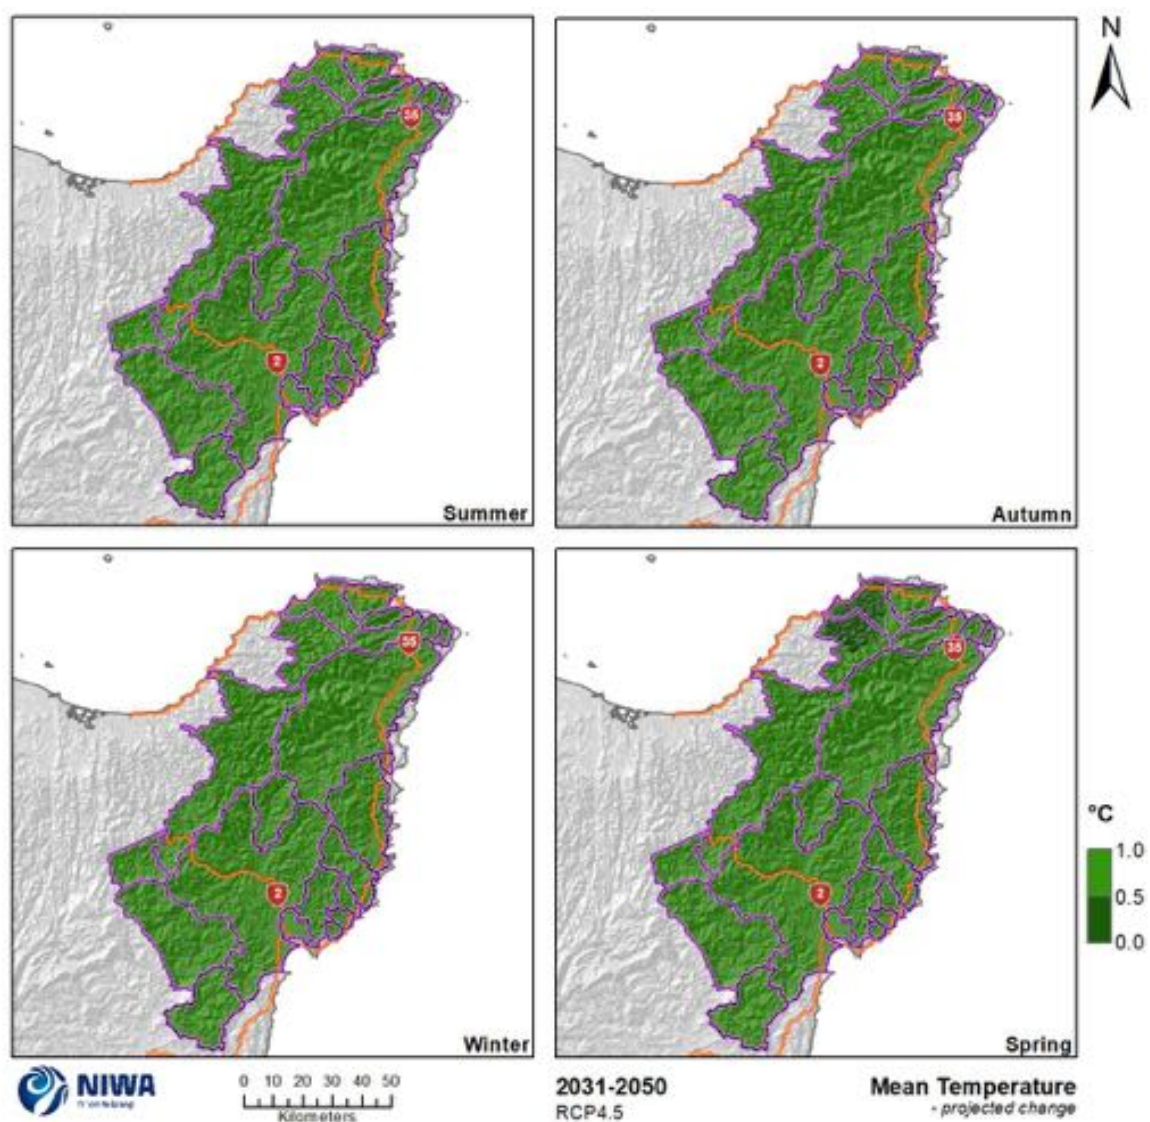 N
35
35
2
2
Summer
Autumn
35
35
2
2
°C
1.0
0.5
0.0
Winter
Spring
NIWA
0 10 20 30 40 50
Kilometers
2031-2050
RCP4.5
Mean Temperature
- projected change